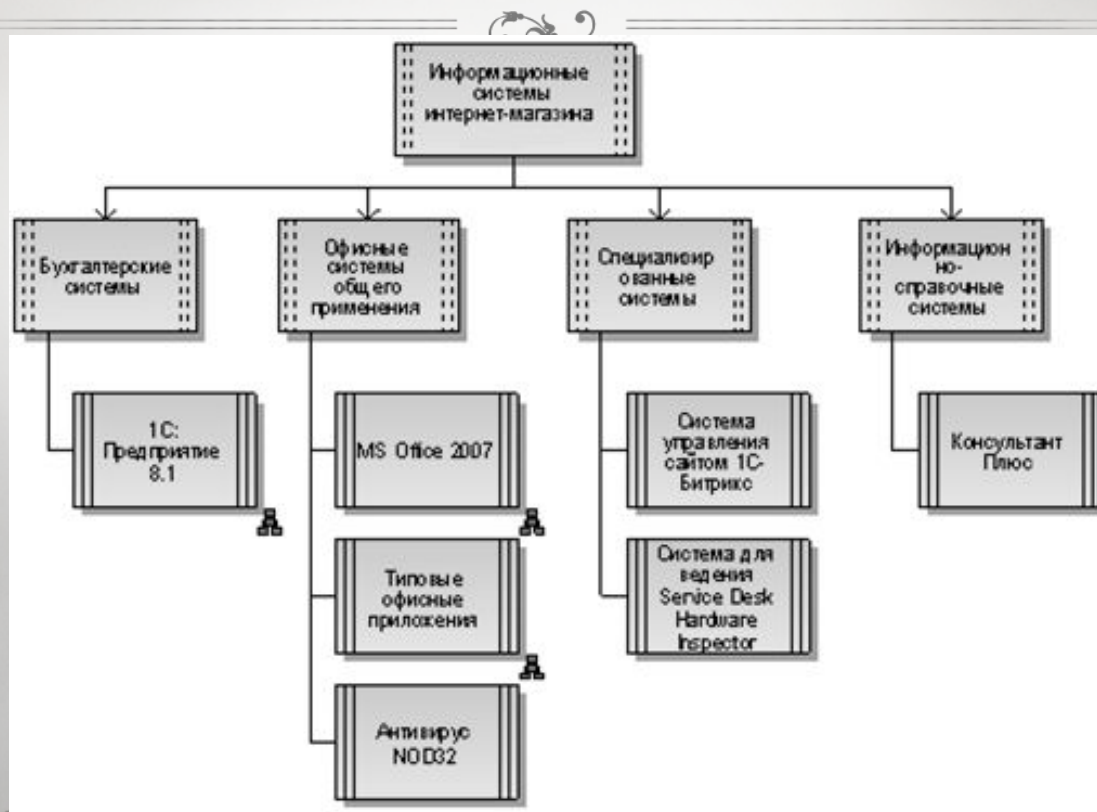 Информационные
системы
интернет-магазина
Бухгалтерские
системы
Офисные
системы
общего
применения
Специализир
ованные
системы
Информацион
но-
справочные
системы
1С:
Предприятие
8.1
MS Office 2007
Типовые
офисные
приложения
Антивирус
NOD32
Система
управления
сайтом 1С-
Битрикс
Система для
ведения
Service Desk
Hardware
Inspector
Консультант
Плюс